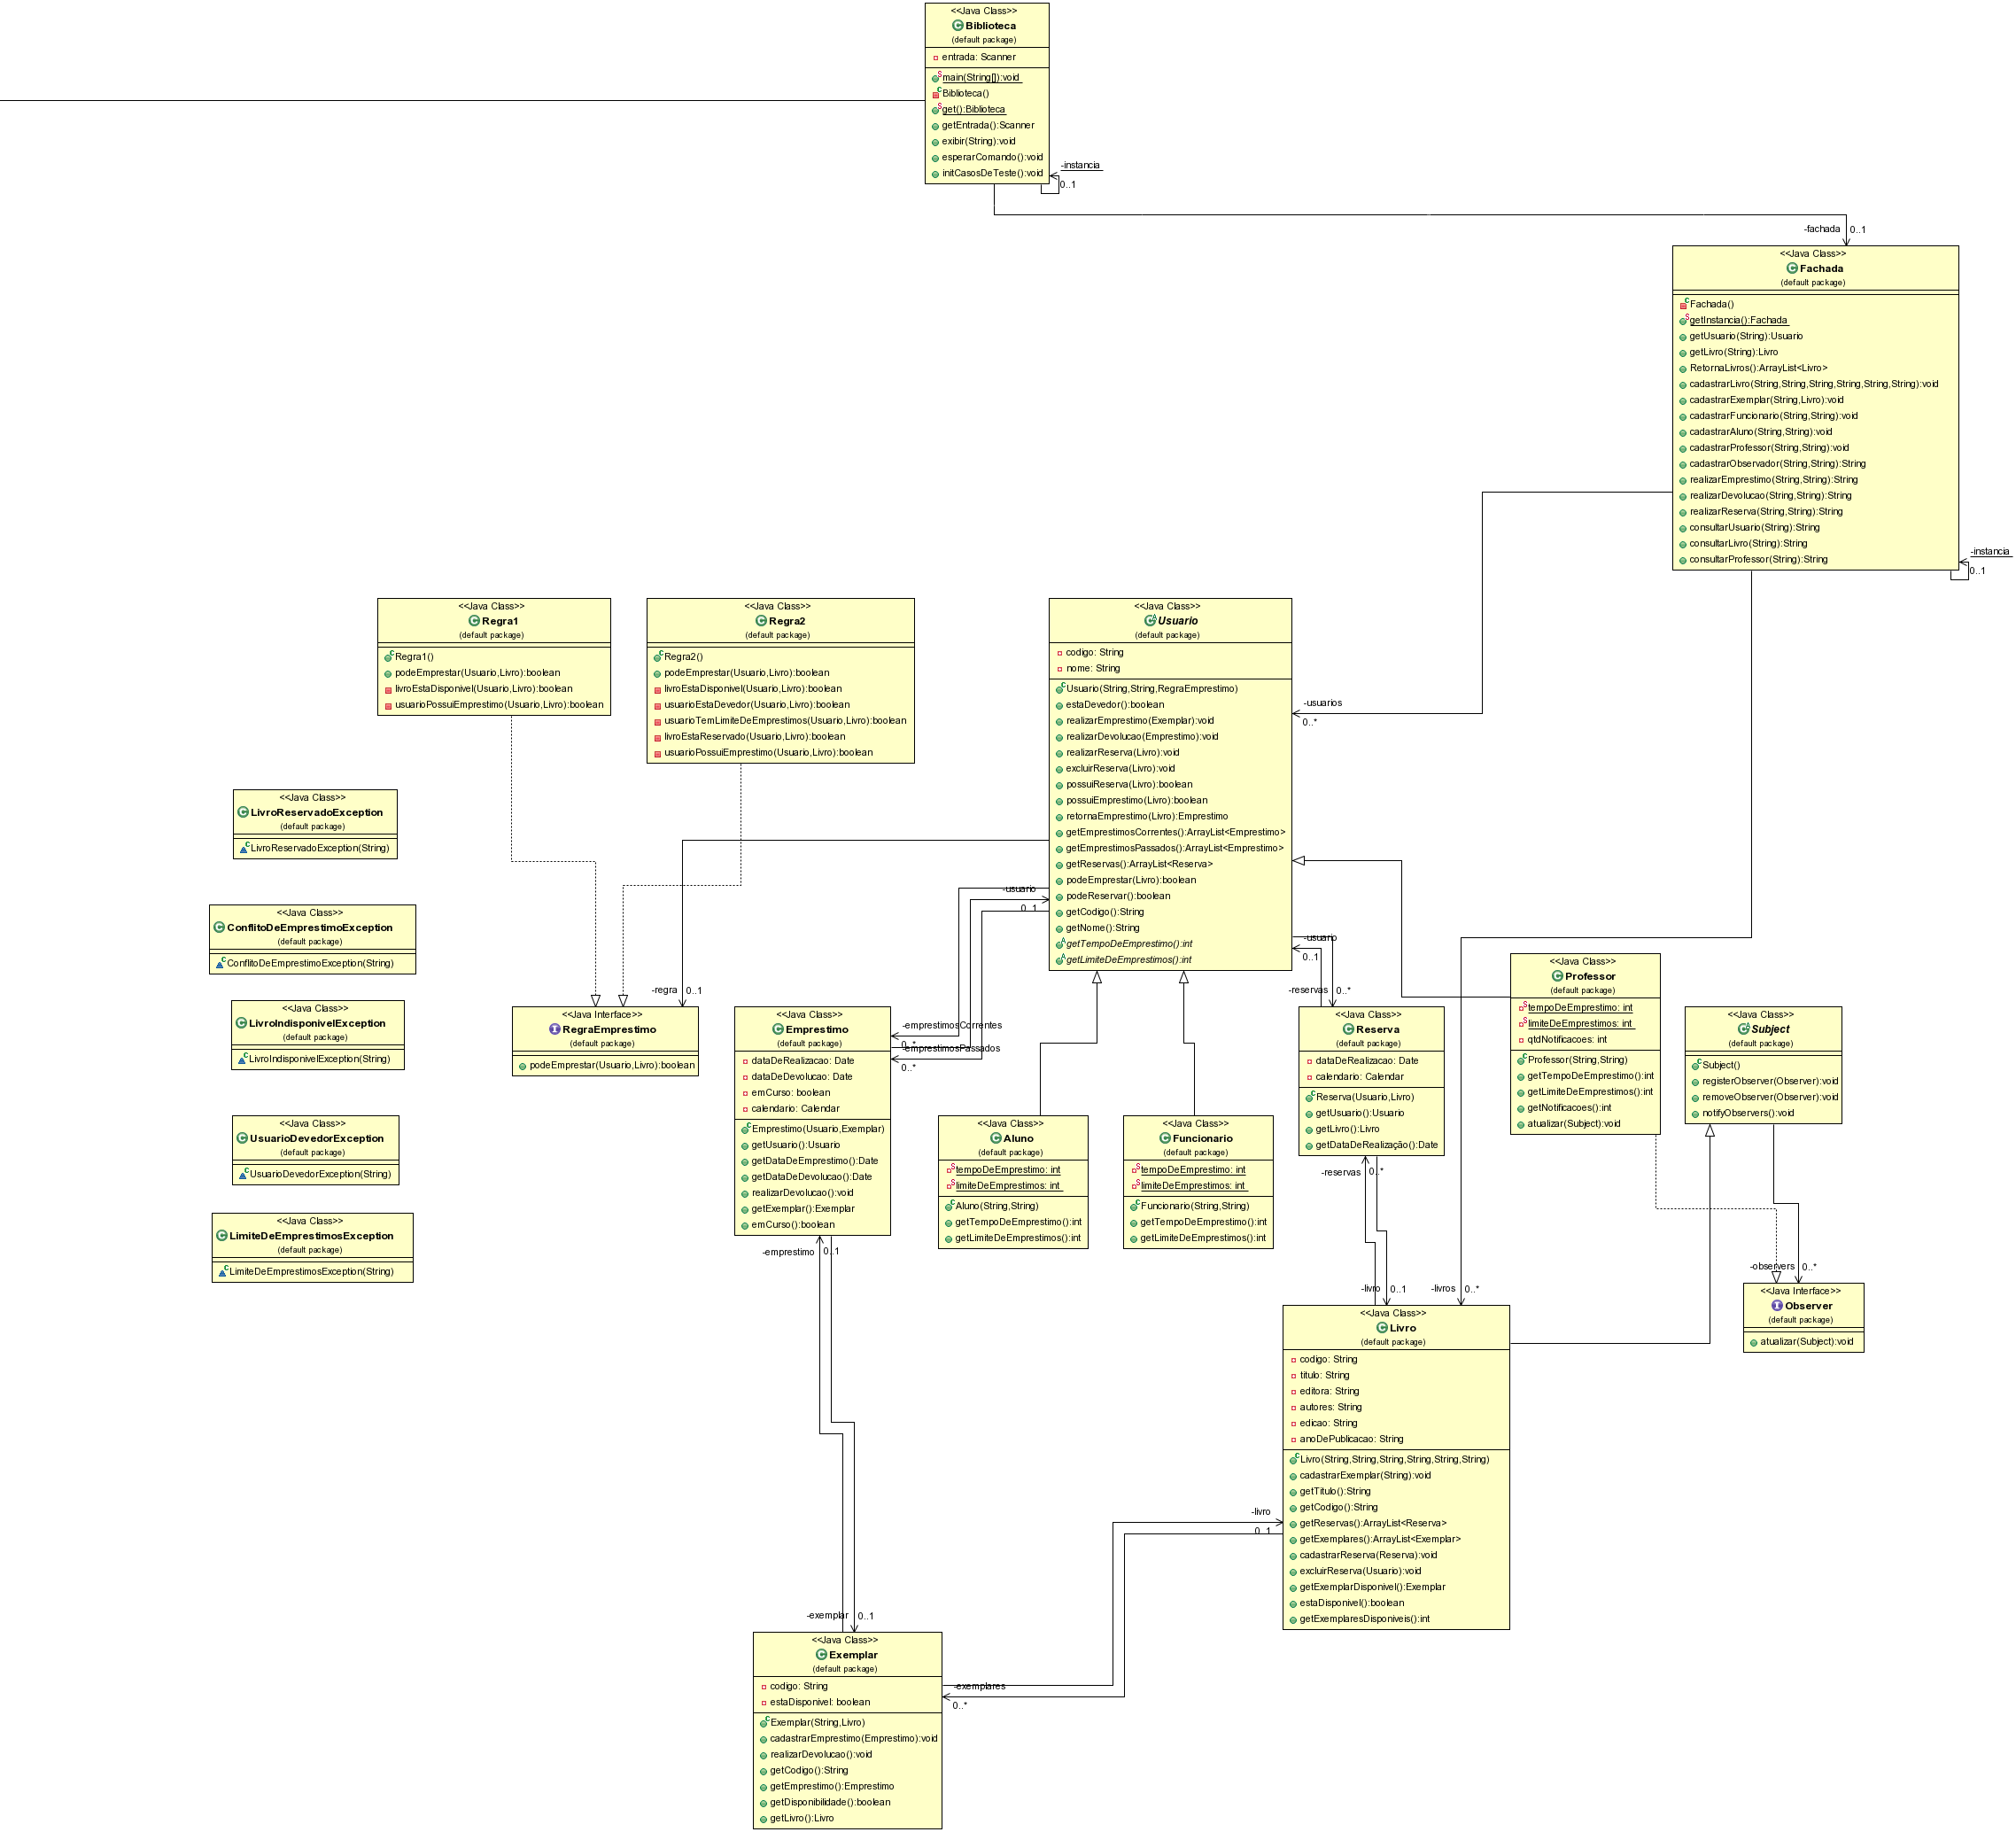 <<Java Class>>
Biblioteca
(default package)
entrada: Scanner
main(String[]):void
Biblioteca()
get():Biblioteca
getEntrada():Scanner
exibir(String):void
esperarComando():void
initCasosDeTeste():void
-instancia
0..1
-fachada
0..1
<<Java Class>>
Fachada
(default package)
Fachada()
getInstancia():Fachada
getUsuario(String):Usuario
getLivro(String):Livro
RetornaLivros():ArrayList<Livro>
cadastrarLivro(String,String,String,String,String,String):void
cadastrarExemplar(String,Livro):void
cadastrarFuncionario(String,String):void
cadastrarAluno(String,String):void
cadastrarProfessor(String,String):void
cadastrarObservador(String,String):String
realizarEmprestimo(String,String):String
realizarDevolucao(String,String):String
realizarReserva(String,String):String
consultarUsuario(String):String
consultarLivro(String):String
consultarProfessor(String):String
-instancia
0..1
<<Java Class>>
Regra1
(default package)
Regra1()
podeEmprestar(Usuario,Livro):boolean
livroEstaDisponivel(Usuario,Livro):boolean
usuarioPossuiEmprestimo(Usuario,Livro):boolean
<<Java Class>>
Regra2
(default package)
Regra2()
podeEmprestar(Usuario,Livro):boolean
livroEstaDisponivel(Usuario,Livro):boolean
usuarioEstaDevedor(Usuario,Livro):boolean
usuarioTemLimiteDeEmprestimos(Usuario,Livro):boolean
livroEstaReservado(Usuario,Livro):boolean
usuarioPossuiEmprestimo(Usuario,Livro):boolean
<<Java Class>>
Usuario
(default package)
codigo: String
nome: String
Usuario(String,String,RegraEmprestimo)
estaDevedor():boolean
realizarEmprestimo(Exemplar):void
realizarDevolucao(Emprestimo):void
realizarReserva(Livro):void
excluirReserva(Livro):void
possuiReserva(Livro):boolean
possuiEmprestimo(Livro):boolean
retornaEmprestimo(Livro):Emprestimo
getEmprestimosCorrentes():ArrayList<Emprestimo>
getEmprestimosPassados():ArrayList<Emprestimo>
getReservas():ArrayList<Reserva>
podeEmprestar(Livro):boolean
podeReservar():boolean
getCodigo():String
getNome():String
getTempoDeEmprestimo():int
getLimiteDeEmprestimos():int
-usuarios
0..*
<<Java Class>>
LivroReservadoException
(default package)
LivroReservadoException(String)
<<Java Class>>
ConflitoDeEmprestimoException
(default package)
ConflitoDeEmprestimoException(String)
<<Java Class>>
LivroIndisponivelException
(default package)
LivroIndisponivelException(String)
<<Java Class>>
UsuarioDevedorException
(default package)
UsuarioDevedorException(String)
<<Java Class>>
LimiteDeEmprestimosException
(default package)
LimiteDeEmprestimosException(String)
-regra
0..1
<<Java Interface>>
RegraEmprestimo
(default package)
podeEmprestar(Usuario,Livro):boolean
-usuario
0..1
-emprestimosCorrentes
0..*
-emprestimosPassados
0..*
<<Java Class>>
Emprestimo
(default package)
dataDeRealizacao: Date
dataDeDevolucao: Date
emCurso: boolean
calendario: Calendar
Emprestimo(Usuario,Exemplar)
getUsuario():Usuario
getDataDeEmprestimo():Date
getDataDeDevolucao():Date
realizarDevolucao():void
getExemplar():Exemplar
emCurso():boolean
-usuario
0..1
-reservas
0..*
<<Java Class>>
Reserva
(default package)
dataDeRealizacao: Date
calendario: Calendar
Reserva(Usuario,Livro)
getUsuario():Usuario
getLivro():Livro
getDataDeRealização():Date
<<Java Class>>
Professor
(default package)
tempoDeEmprestimo: int
limiteDeEmprestimos: int
qtdNotificacoes: int
Professor(String,String)
getTempoDeEmprestimo():int
getLimiteDeEmprestimos():int
getNotificacoes():int
atualizar(Subject):void
<<Java Class>>
Subject
(default package)
Subject()
registerObserver(Observer):void
removeObserver(Observer):void
notifyObservers():void
<<Java Class>>
Aluno
(default package)
tempoDeEmprestimo: int
limiteDeEmprestimos: int
Aluno(String,String)
getTempoDeEmprestimo():int
getLimiteDeEmprestimos():int
<<Java Class>>
Funcionario
(default package)
tempoDeEmprestimo: int
limiteDeEmprestimos: int
Funcionario(String,String)
getTempoDeEmprestimo():int
getLimiteDeEmprestimos():int
-reservas
0..*
-emprestimo
0..1
-observers
0..*
<<Java Interface>>
Observer
(default package)
atualizar(Subject):void
-livro
0..1
-livros
0..*
<<Java Class>>
Livro
(default package)
codigo: String
titulo: String
editora: String
autores: String
edicao: String
anoDePublicacao: String
Livro(String,String,String,String,String,String)
cadastrarExemplar(String):void
getTitulo():String
getCodigo():String
getReservas():ArrayList<Reserva>
getExemplares():ArrayList<Exemplar>
cadastrarReserva(Reserva):void
excluirReserva(Usuario):void
getExemplarDisponivel():Exemplar
estaDisponivel():boolean
getExemplaresDisponiveis():int
-livro
0..1
-exemplar
0..1
<<Java Class>>
Exemplar
(default package)
codigo: String
estaDisponivel: boolean
Exemplar(String,Livro)
cadastrarEmprestimo(Emprestimo):void
realizarDevolucao():void
getCodigo():String
getEmprestimo():Emprestimo
getDisponibilidade():boolean
getLivro():Livro
-exemplares
0..*